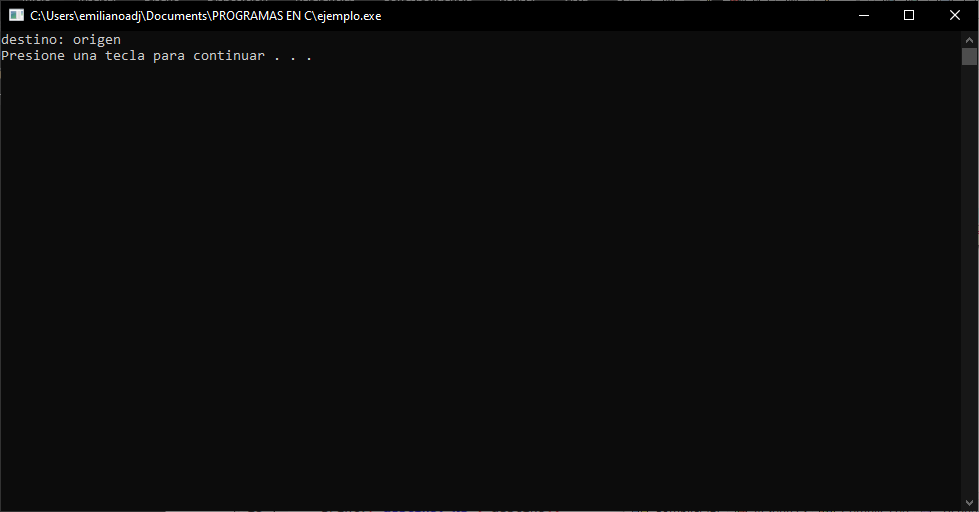 C:\Users\emilianoadj\Documents\PROGRAMAS EN C\ejemplo.exe
destino: origen
Presione una tecla para continuar . . .